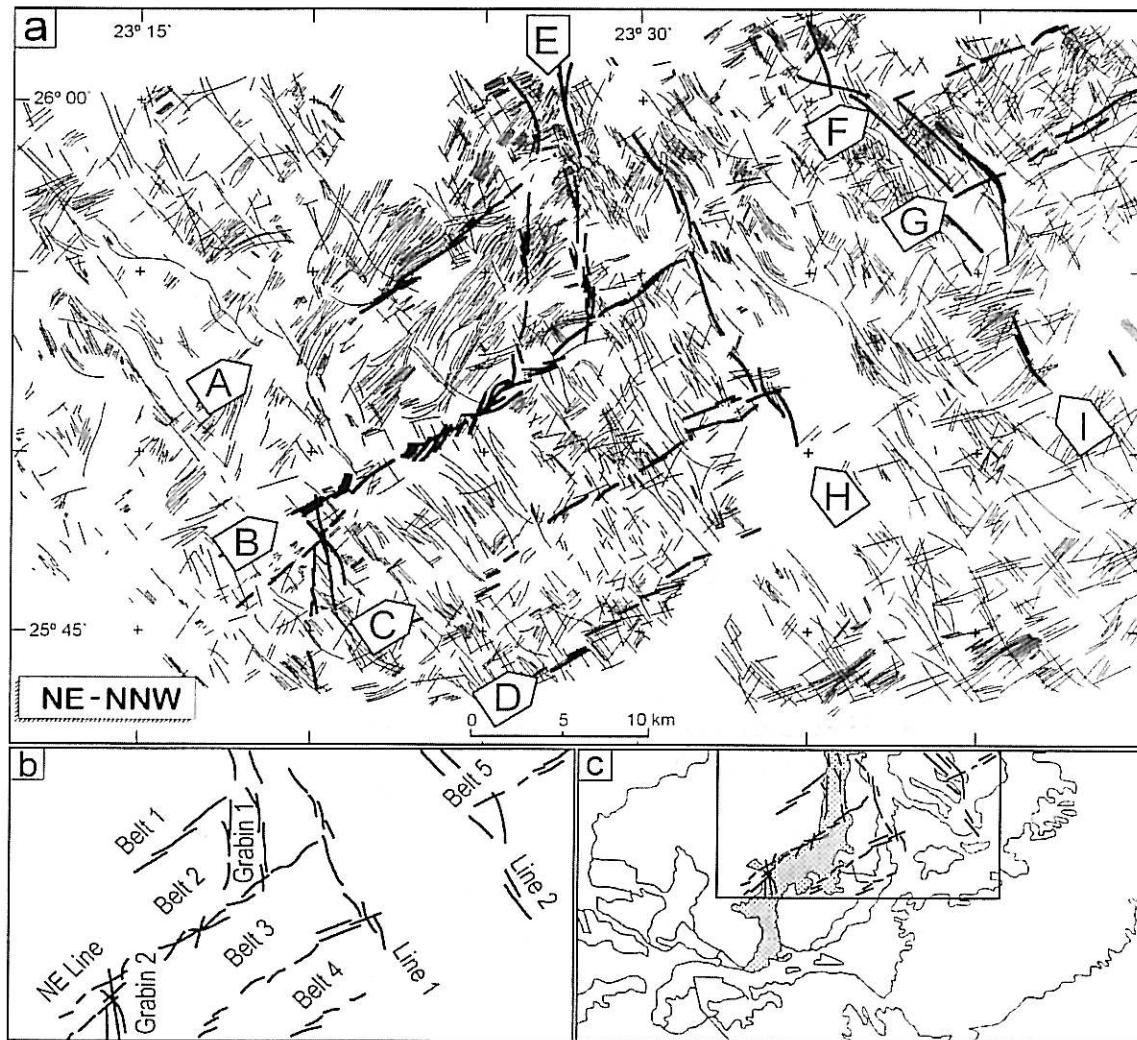 a
23° 15'
23° 30'
E
26° 00'
F
G
A
I
H
B
C
25° 45'
D
NE-NNW
0 5 10 km
b
Belt 1
Grabin 1
Belt 2
Belt 3
Belt 4
NE Line
Grabin 2
Line 1
Belt 5
Line 2
c